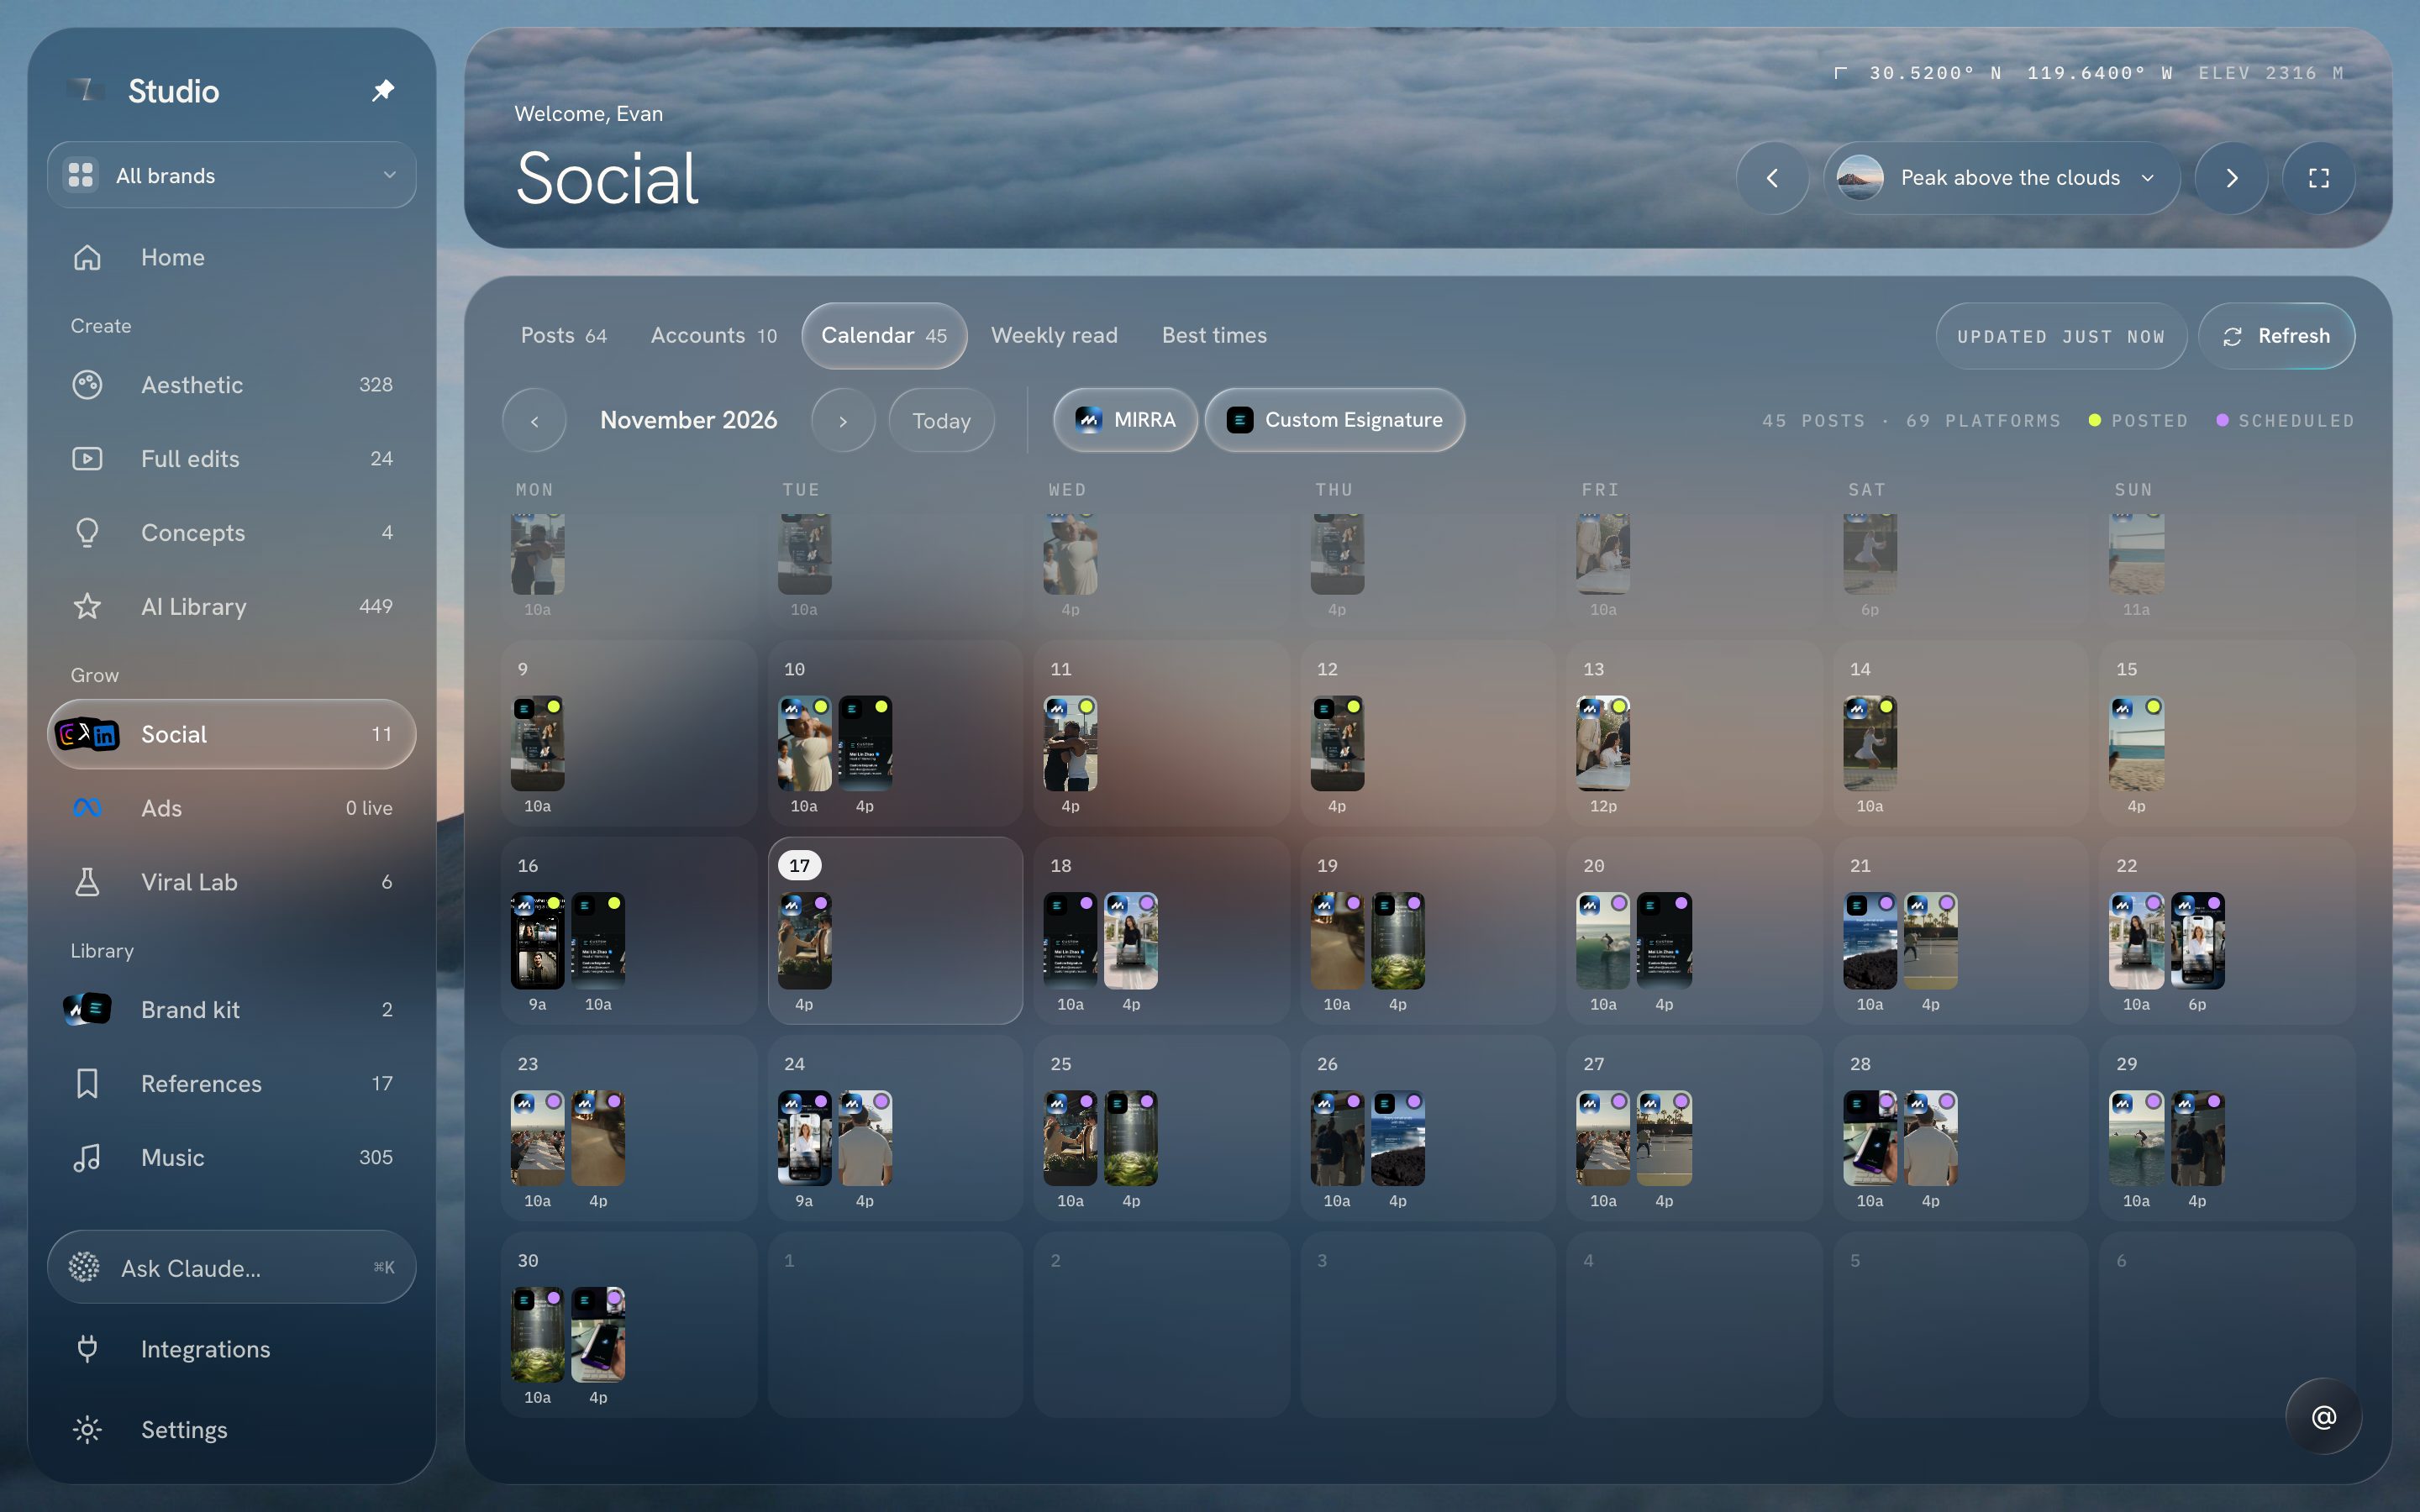 Studio
All brands
Home
Create
Aesthetic 328
Full edits 24
Concepts 4
AI Library 449
Grow
Social 11
Ads 0 live
Viral Lab 6
Library
Brand kit 2
References 17
Music 305
Ask Claude... ⌘K
Integrations
Settings
30.5200° N 119.6400° W ELEV 2316 M
Welcome, Evan
Social
Peak above the clouds
Posts 64 Accounts 10 Calendar 45 Weekly read Best times
UPDATED JUST NOW Refresh
‹ November 2026 › Today MIRRA Custom Esignature
45 POSTS · 69 PLATFORMS POSTED SCHEDULED
MON TUE WED THU FRI SAT SUN
10a 10a 4p 4p 10a 6p 11a
9 10 11 12 13 14 15
10a 10a 4p 4p 4p 12p 10a 4p
16 17 18 19 20 21 22
9a 10a 4p 10a 4p 10a 4p 10a 4p 10a 4p 10a 6p
23 24 25 26 27 28 29
10a 4p 9a 4p 10a 4p 10a 4p 10a 4p 10a 4p 10a 4p
30 1 2 3 4 5 6
10a 4p
@